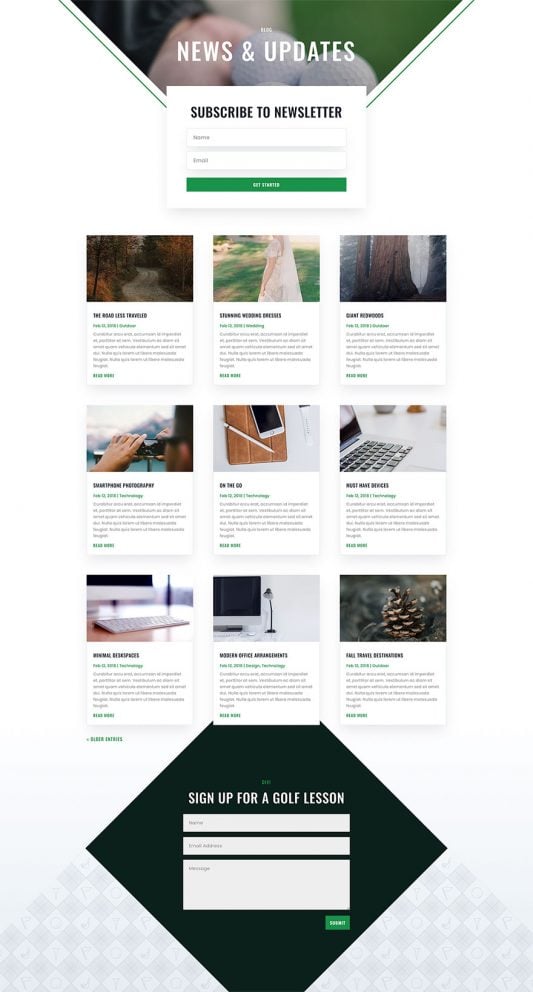 BLOG
NEWS & UPDATES
SUBSCRIBE TO NEWSLETTER
Name
Email
GET STARTED
THE ROAD LESS TRAVELED
Feb 12, 2018 | Outdoor
Curabitur arcu erat, accumsan id imperdiet
et, porttitor at sem. Vestibulum ac diam sit
amet quam vehicula elementum sed sit amet
dui. Nulla quis lorem ut libero malesuada
feugiat.
READ MORE
STUNNING WEDDING DRESSES
Feb 12, 2018 | Wedding
Curabitur arcu erat, accumsan id imperdiet
et, porttitor at sem. Vestibulum ac diam sit
amet quam vehicula elementum sed sit amet
dui. Nulla quis lorem ut libero malesuada
feugiat.
READ MORE
GIANT REDWOODS
Feb 12, 2018 | Outdoor
Curabitur arcu erat, accumsan id imperdiet
et, porttitor at sem. Vestibulum ac diam sit
amet quam vehicula elementum sed sit amet
dui. Nulla quis lorem ut libero malesuada
feugiat.
READ MORE
SMARTPHONE PHOTOGRAPHY
Feb 12, 2018 | Technology
Curabitur arcu erat, accumsan id imperdiet
et, porttitor at sem. Vestibulum ac diam sit
amet quam vehicula elementum sed sit amet
dui. Nulla quis lorem ut libero malesuada
feugiat.
READ MORE
ON THE GO
Feb 12, 2018 | Technology
Curabitur arcu erat, accumsan id imperdiet
et, porttitor at sem. Vestibulum ac diam sit
amet quam vehicula elementum sed sit amet
dui. Nulla quis lorem ut libero malesuada
feugiat.
READ MORE
MUST HAVE DEVICES
Feb 12, 2018 | Technology
Curabitur arcu erat, accumsan id imperdiet
et, porttitor at sem. Vestibulum ac diam sit
amet quam vehicula elementum sed sit amet
dui. Nulla quis lorem ut libero malesuada
feugiat.
READ MORE
MINIMAL DESKSPACES
Feb 12, 2018 | Technology
Curabitur arcu erat, accumsan id imperdiet
et, porttitor at sem. Vestibulum ac diam sit
amet quam vehicula elementum sed sit amet
dui. Nulla quis lorem ut libero malesuada
feugiat.
READ MORE
MODERN OFFICE ARRANGEMENTS
Feb 12, 2018 | Design, Technology
Curabitur arcu erat, accumsan id imperdiet
et, porttitor at sem. Vestibulum ac diam sit
amet quam vehicula elementum sed sit amet
dui. Nulla quis lorem ut libero malesuada
feugiat.
READ MORE
FALL TRAVEL DESTINATIONS
Feb 12, 2018 | Outdoor
Curabitur arcu erat, accumsan id imperdiet
et, porttitor at sem. Vestibulum ac diam sit
amet quam vehicula elementum sed sit amet
dui. Nulla quis lorem ut libero malesuada
feugiat.
READ MORE
« OLDER ENTRIES
DIVI
SIGN UP FOR A GOLF LESSON
Name
Email Address
Message
SUBMIT